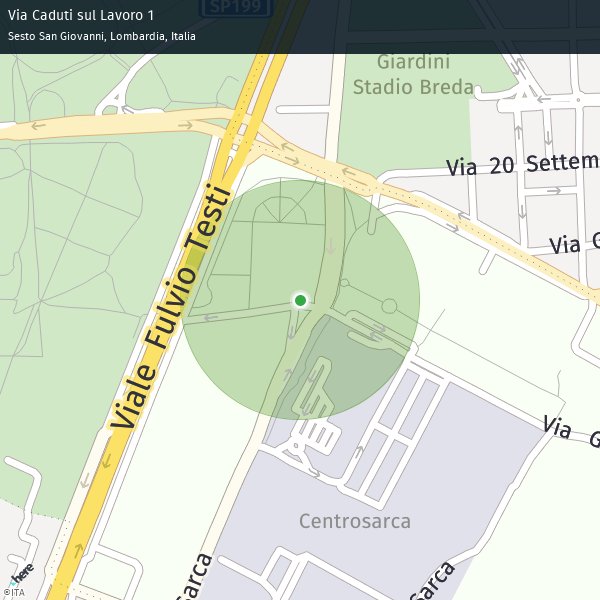 Via Caduti sul Lavoro 1
Sesto San Giovanni, Lombardia, Italia
SP199
Giardini
Stadio Breda
Via 20 Settem
Via G
Viale Fulvio Testi
Via G
Centrosarca
Sarca
Sarca
here
©ITA